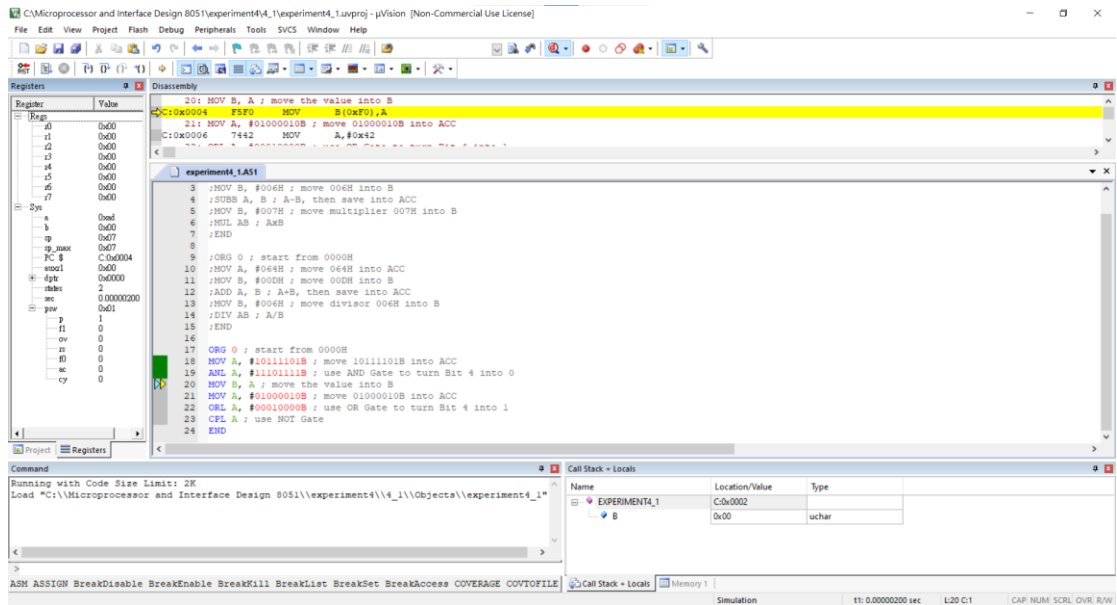 C:\Microprocessor and Interface Design 8051\experiment4\4_1\experiment4_1.uvproj - µVision [Non-Commercial Use License]
File Edit View Project Flash Debug Peripherals Tools SVCS Window Help
Registers
Register Value
Regs
r0 0x00
r1 0x00
r2 0x00
r3 0x00
r4 0x00
r5 0x00
r6 0x00
r7 0x00
Sys
a 0xad
b 0x00
sp 0x07
sp_max 0x07
PC $ C:0x0004
auxr1 0x00
dptr 0x0000
states 2
sec 0.00000200
psw 0x01
p 1
f1 0
ov 0
rs 0
f0 0
ac 0
cy 0
Project Registers
Disassembly
20: MOV B, A ; move the value into B
C:0x0004 F5F0 MOV B(0xF0),A
21: MOV A, #01000010B ; move 01000010B into ACC
C:0x0006 7442 MOV A,#0x42
22: ORL A, #00010000B ; use OR Gate to turn Bit 4 into 1
experiment4_1.A51
3 ;MOV B, #006H ; move 006H into B
4 ;SUBB A, B ; A-B, then save into ACC
5 ;MOV B, #007H ; move multiplier 007H into B
6 ;MUL AB ; AxB
7 ;END
8
9 ;ORG 0 ; start from 0000H
10 ;MOV A, #064H ; move 064H into ACC
11 ;MOV B, #00DH ; move 00DH into B
12 ;ADD A, B ; A+B, then save into ACC
13 ;MOV B, #006H ; move divisor 006H into B
14 ;DIV AB ; A/B
15 ;END
16
17 ORG 0 ; start from 0000H
18 MOV A, #10111101B ; move 10111101B into ACC
19 ANL A, #11101111B ; use AND Gate to turn Bit 4 into 0
20 MOV B, A ; move the value into B
21 MOV A, #01000010B ; move 01000010B into ACC
22 ORL A, #00010000B ; use OR Gate to turn Bit 4 into 1
23 CPL A ; use NOT Gate
24 END
Command
Running with Code Size Limit: 2K
Load "C:\\Microprocessor and Interface Design 8051\\experiment4\\4_1\\Objects\\experiment4_1"
>
ASM ASSIGN BreakDisable BreakEnable BreakKill BreakList BreakSet BreakAccess COVERAGE COVTOFILE
Call Stack + Locals
Name Location/Value Type
EXPERIMENT4_1 C:0x0002
B 0x00 uchar
Call Stack + Locals Memory 1
Simulation t1: 0.00000200 sec L:20 C:1 CAP NUM SCRL OVR R/W